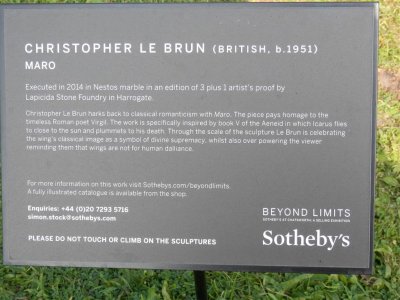 CHRISTOPHER LE BRUN (BRITISH, b.1951)
MARO
Executed in 2014 in Nestos marble in an edition of 3 plus 1 artist's proof by
Lapicida Stone Foundry in Harrogate.
Christopher Le Brun harks back to classical romanticism with Maro. The piece pays homage to the
timeless Roman poet Virgil. The work is specifically inspired by book V of the Aeneid in which Icarus flies
to close to the sun and plummets to his death. Through the scale of the sculpture Le Brun is celebrating
the wing's classical image as a symbol of divine supremacy, whilst also over powering the viewer
reminding them that wings are not for human dalliance.
For more information on this work visit Sothebys.com/beyondlimits.
A fully illustrated catalogue is available from the shop.
Enquiries: +44 (0)20 7293 5716
simon.stock@sothebys.com
PLEASE DO NOT TOUCH OR CLIMB ON THE SCULPTURES
BEYOND LIMITS
SOTHEBY'S AT CHATSWORTH: A SELLING EXHIBITION
Sotheby's